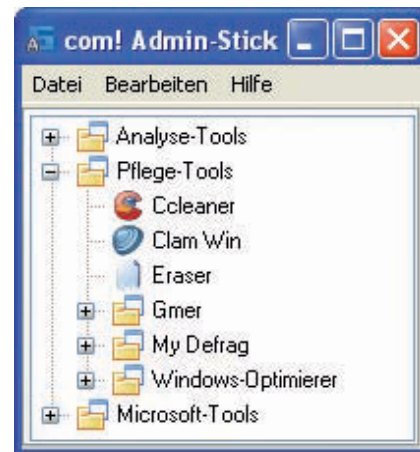 com! Admin-Stick
Datei Bearbeiten Hilfe
Analyse-Tools
Pflege-Tools
Ccleaner
Clam Win
Eraser
Gmer
My Defrag
Windows-Optimierer
Microsoft-Tools